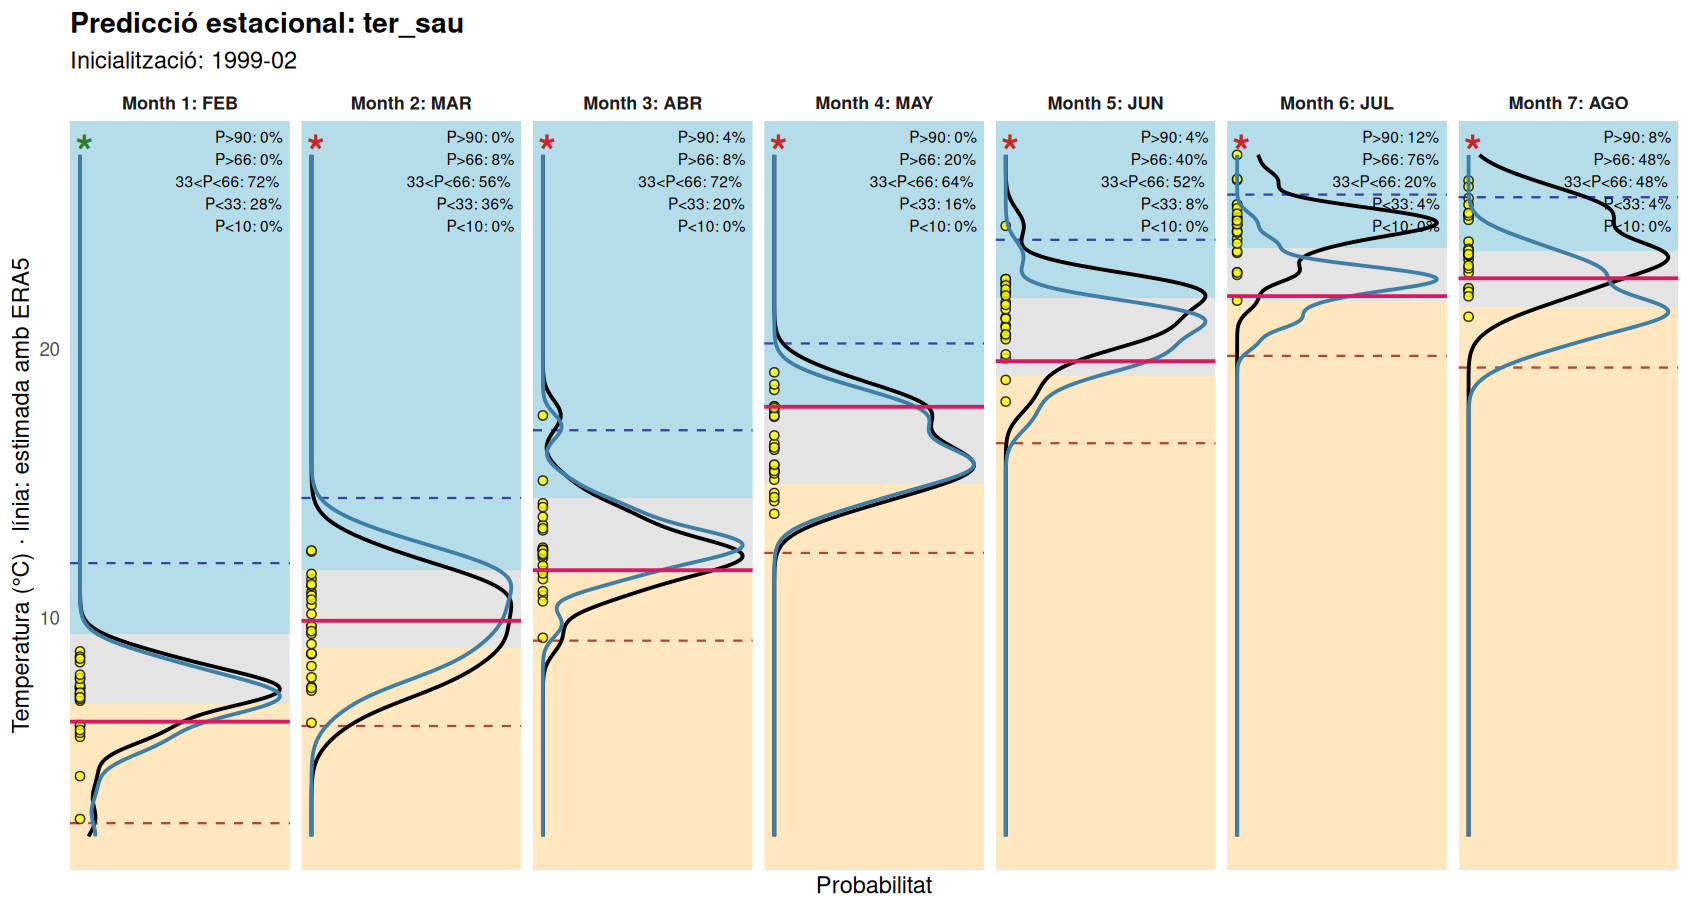 Predicció estacional: ter_sau
Inicialització: 1999-02
Month 1: FEB
Month 2: MAR
Month 3: ABR
Month 4: MAY
Month 5: JUN
Month 6: JUL
Month 7: AGO
*
P>90: 0%
P>66: 0%
33<P<66: 72%
P<33: 28%
P<10: 0%
*
P>90: 0%
P>66: 8%
33<P<66: 56%
P<33: 36%
P<10: 0%
*
P>90: 4%
P>66: 8%
33<P<66: 72%
P<33: 20%
P<10: 0%
*
P>90: 0%
P>66: 20%
33<P<66: 64%
P<33: 16%
P<10: 0%
*
P>90: 4%
P>66: 40%
33<P<66: 52%
P<33: 8%
P<10: 0%
*
P>90: 12%
P>66: 76%
33<P<66: 20%
P<33: 4%
P<10: 0%
*
P>90: 8%
P>66: 48%
33<P<66: 48%
P<33: 4%
P<10: 0%
20
10
Temperatura (°C) · línia: estimada amb ERA5
Probabilitat